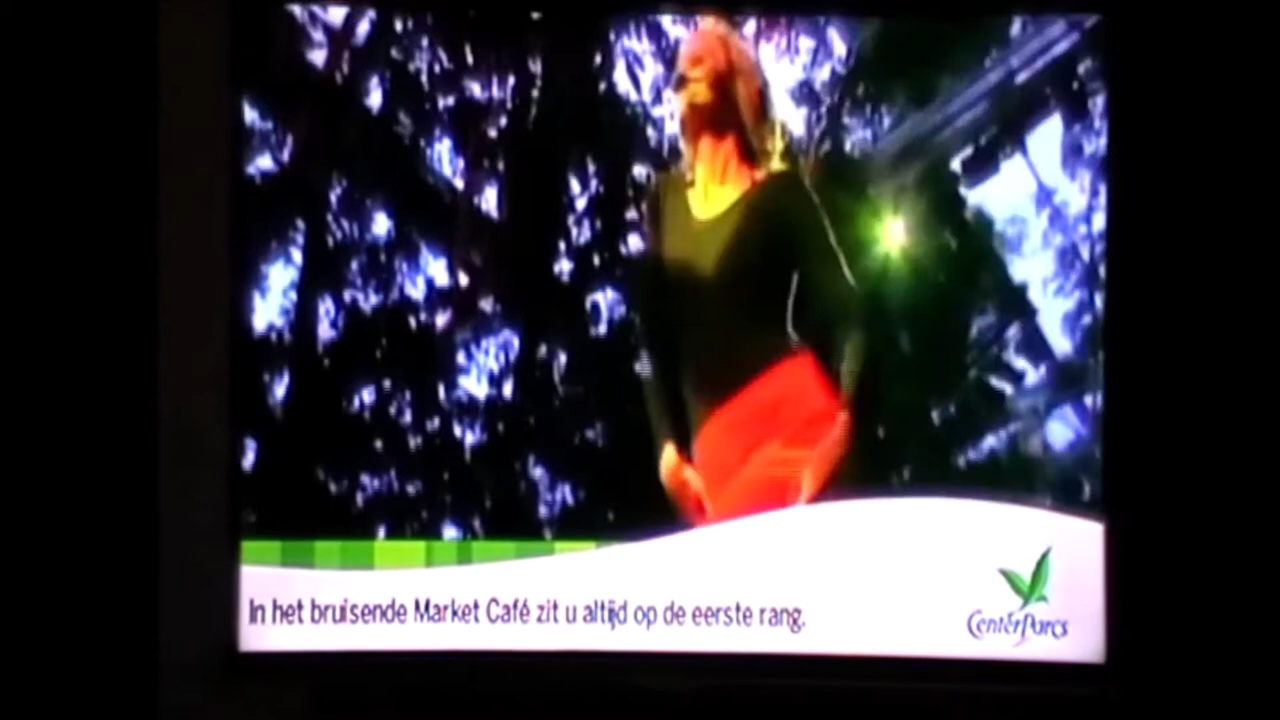 In het bruisende Market Café zit u altijd op de eerste rang.
CenterParcs